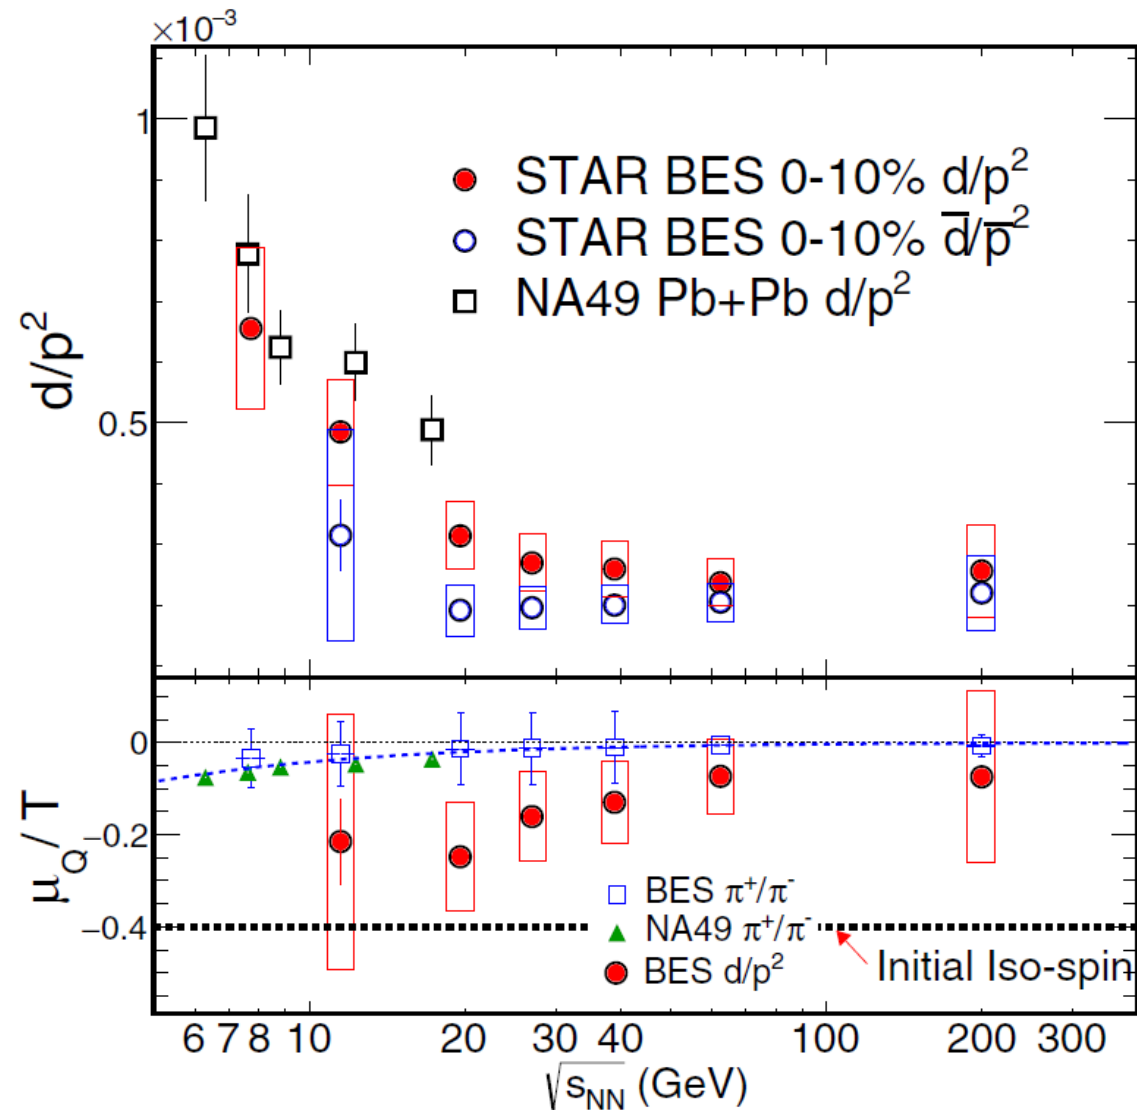 ×10⁻³
1
0.5
d/p²
STAR BES 0-10% d/p²
STAR BES 0-10% d̅/p̅²
NA49 Pb+Pb d/p²
0
−0.2
−0.4
μ_Q/T
BES π⁺/π⁻
NA49 π⁺/π⁻
BES d/p²
Initial Iso-spin
6 7 8 10 20 30 40 100 200 300
√s_NN (GeV)